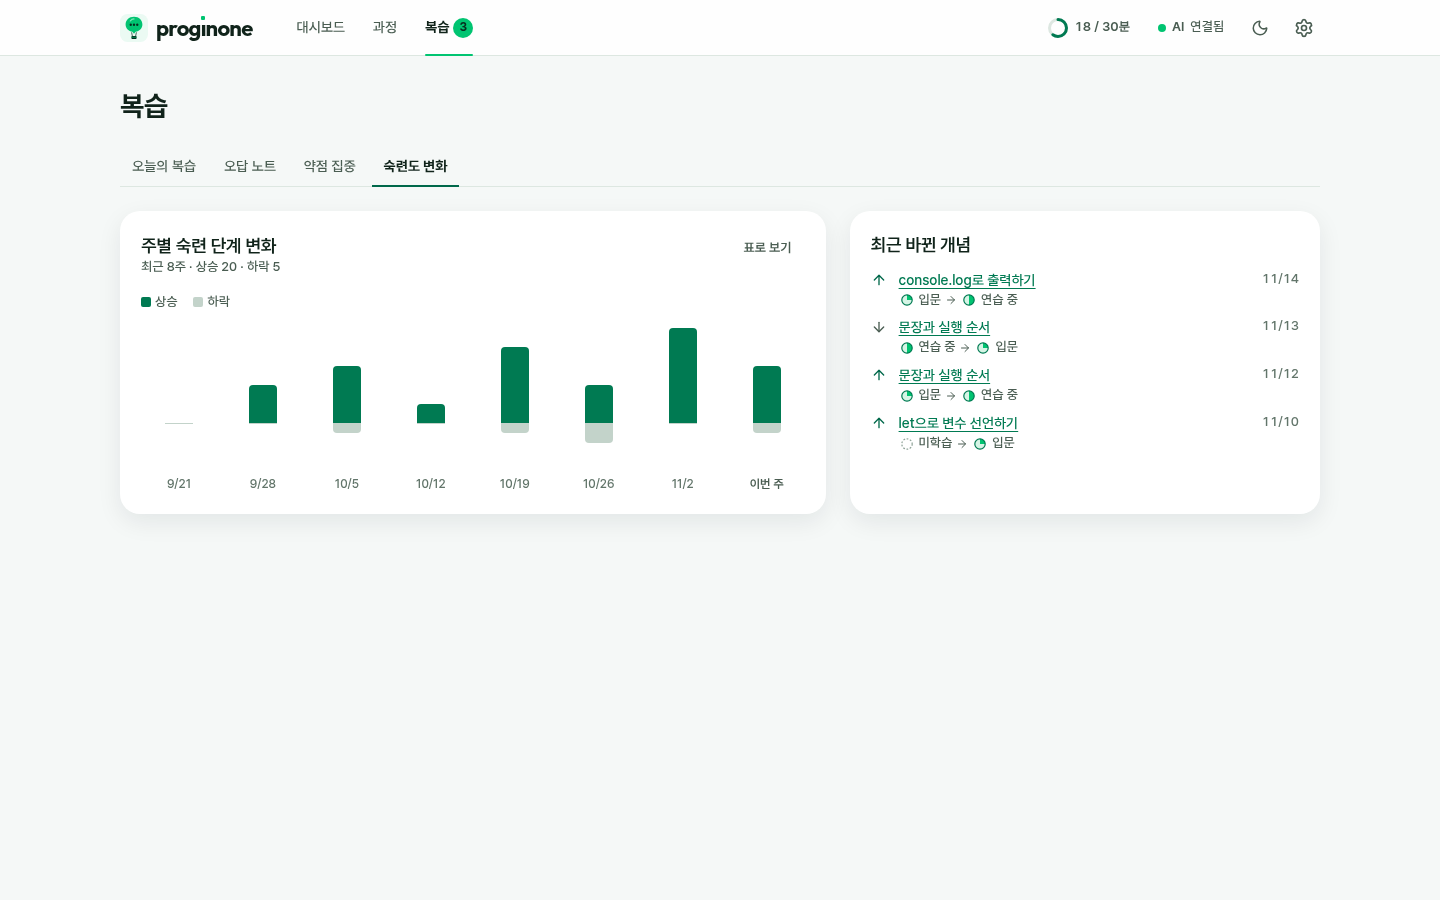 proginone
대시보드
과정
복습 3
18 / 30분
AI 연결됨
복습
오늘의 복습
오답 노트
약점 집중
숙련도 변화
주별 숙련 단계 변화
표로 보기
최근 8주 · 상승 20 · 하락 5
상승
하락
9/21
9/28
10/5
10/12
10/19
10/26
11/2
이번 주
최근 바뀐 개념
console.log로 출력하기 11/14
입문 → 연습 중
문장과 실행 순서 11/13
연습 중 → 입문
문장과 실행 순서 11/12
입문 → 연습 중
let으로 변수 선언하기 11/10
미학습 → 입문